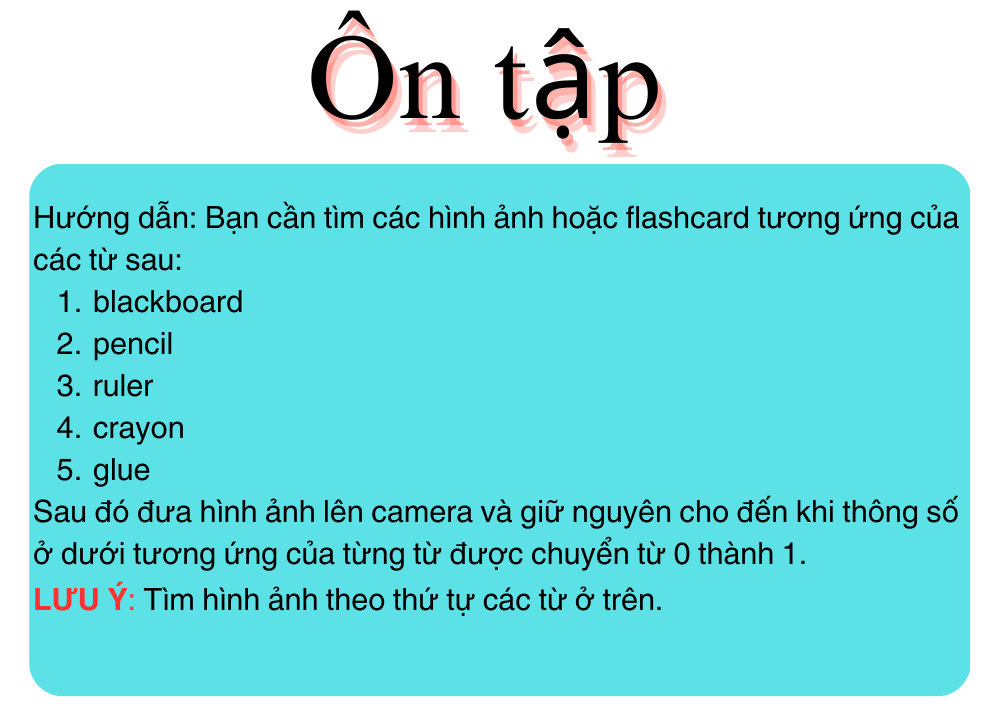 Ôn tập
Hướng dẫn: Bạn cần tìm các hình ảnh hoặc flashcard tương ứng của
các từ sau:
1. blackboard
2. pencil
3. ruler
4. crayon
5. glue
Sau đó đưa hình ảnh lên camera và giữ nguyên cho đến khi thông số
ở dưới tương ứng của từng từ được chuyển từ 0 thành 1.
LƯU Ý: Tìm hình ảnh theo thứ tự các từ ở trên.